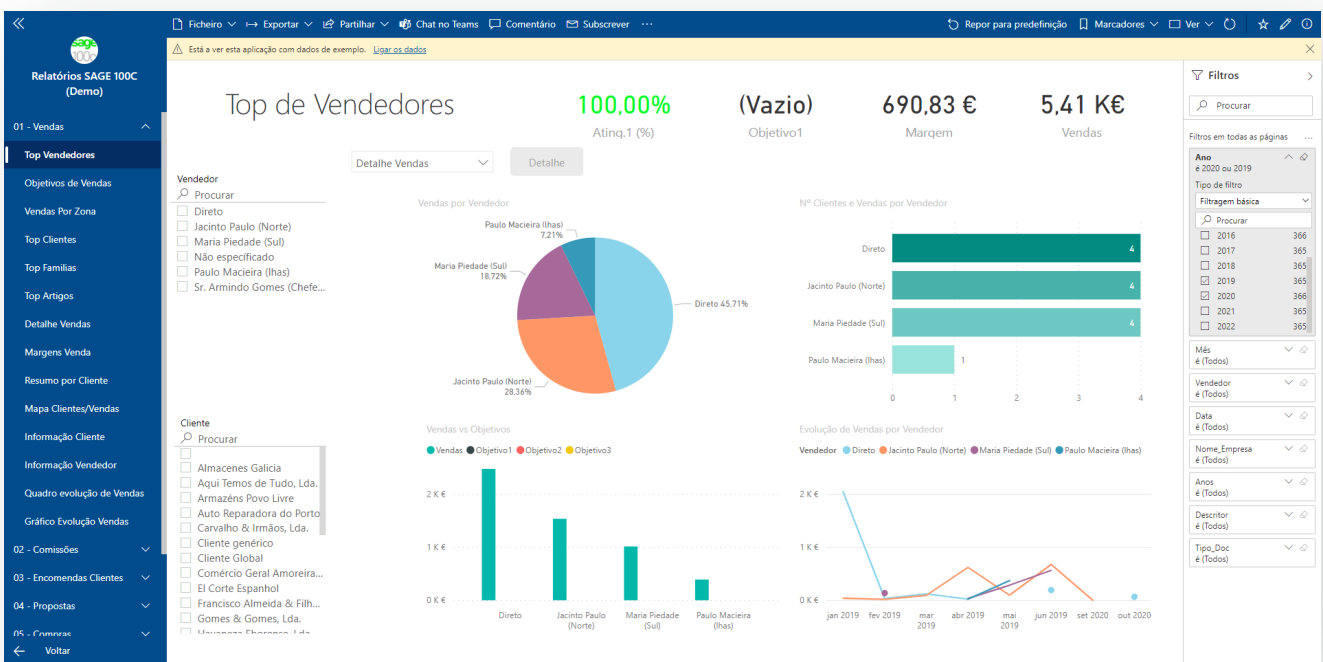 Ficheiro
Exportar
Partilhar
Chat no Teams
Comentário
Subscrever
...
Repor para predefinição
Marcadores
Ver
sage
100c
Relatórios SAGE 100C
(Demo)
01 - Vendas
Top Vendedores
Objetivos de Vendas
Vendas Por Zona
Top Clientes
Top Familias
Top Artigos
Detalhe Vendas
Margens Venda
Resumo por Cliente
Mapa Clientes/Vendas
Informação Cliente
Informação Vendedor
Quadro evolução de Vendas
Gráfico Evolução Vendas
02 - Comissões
03 - Encomendas Clientes
04 - Propostas
05 - Compras
Voltar
Está a ver esta aplicação com dados de exemplo. Ligar os dados
Top de Vendedores
100,00%
Ating.1 (%)
(Vazio)
Objetivo1
690,83 €
Margem
5,41 K€
Vendas
Detalhe Vendas
Detalhe
Vendedor
Procurar
Direto
Jacinto Paulo (Norte)
Maria Piedade (Sul)
Não específicado
Paulo Macieira (Ihas)
Sr. Armindo Gomes (Chefe...
Vendas por Vendedor
Paulo Macieira (Ihas)
7,21%
Maria Piedade (Sul)
18,72%
Direto 45,71%
Jacinto Paulo (Norte)
28,36%
Nº Clientes e Vendas por Vendedor
Direto
4
Jacinto Paulo (Norte)
4
Maria Piedade (Sul)
4
Paulo Macieira (Ihas)
1
0 1 2 3 4
Cliente
Procurar
Almacenes Galicia
Aqui Temos de Tudo, Lda.
Armazéns Povo Livre
Auto Reparadora do Porto
Carvalho & Irmãos, Lda.
Cliente genérico
Cliente Global
Comércio Geral Amoreira...
El Corte Espanhol
Francisco Almeida & Filh...
Gomes & Gomes, Lda.
Vendas vs Objetivos
Vendas Objetivo1 Objetivo2 Objetivo3
2 K €
1 K €
0 K €
Direto
Jacinto Paulo
(Norte)
Maria Piedade
(Sul)
Paulo Macieira
(Ihas)
Evolução de Vendas por Vendedor
Vendedor Direto Jacinto Paulo (Norte) Maria Piedade (Sul) Paulo Macieira (Ihas)
2 K €
1 K €
0 K €
jan 2019
fev 2019
mar
2019
abr 2019
mai
2019
jun 2019
set 2020
out 2020
Filtros
Procurar
Filtros em todas as páginas ...
Ano
é 2020 ou 2019
Tipo de filtro
Filtragem básica
Procurar
2016 366
2017 365
2018 365
2019 365
2020 366
2021 365
2022 365
Mês
é (Todos)
Vendedor
é (Todos)
Data
é (Todos)
Nome_Empresa
é (Todos)
Anos
é (Todos)
Descritor
é (Todos)
Tipo_Doc
é (Todos)